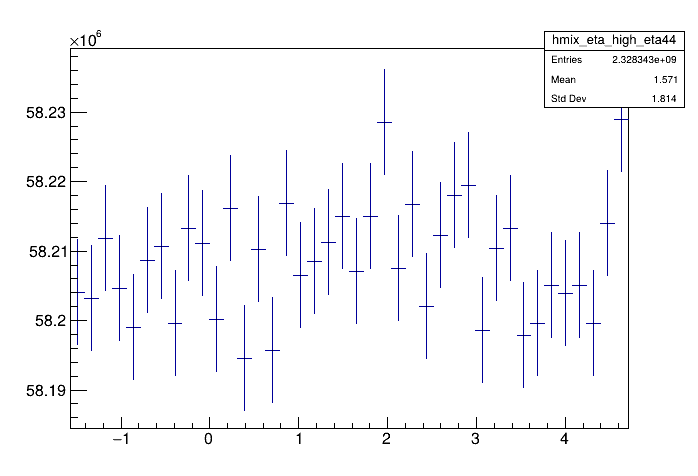 ×10⁶
hmix_eta_high_eta44
Entries 2.328343e+09
Mean 1.571
Std Dev 1.814
58.23
58.22
58.21
58.2
58.19
−1 0 1 2 3 4